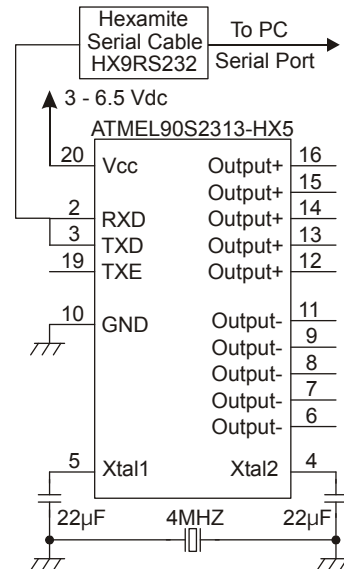 Hexamite
Serial Cable
HX9RS232
To PC
Serial Port
3 - 6.5 Vdc
ATMEL90S2313-HX5
20 Vcc Output+ 16
Output+ 15
2 RXD Output+ 14
3 TXD Output+ 13
19 TXE Output+ 12
10 GND Output- 11
Output- 9
Output- 8
Output- 7
Output- 6
5 Xtal1 Xtal2 4
22µF 4MHZ 22µF